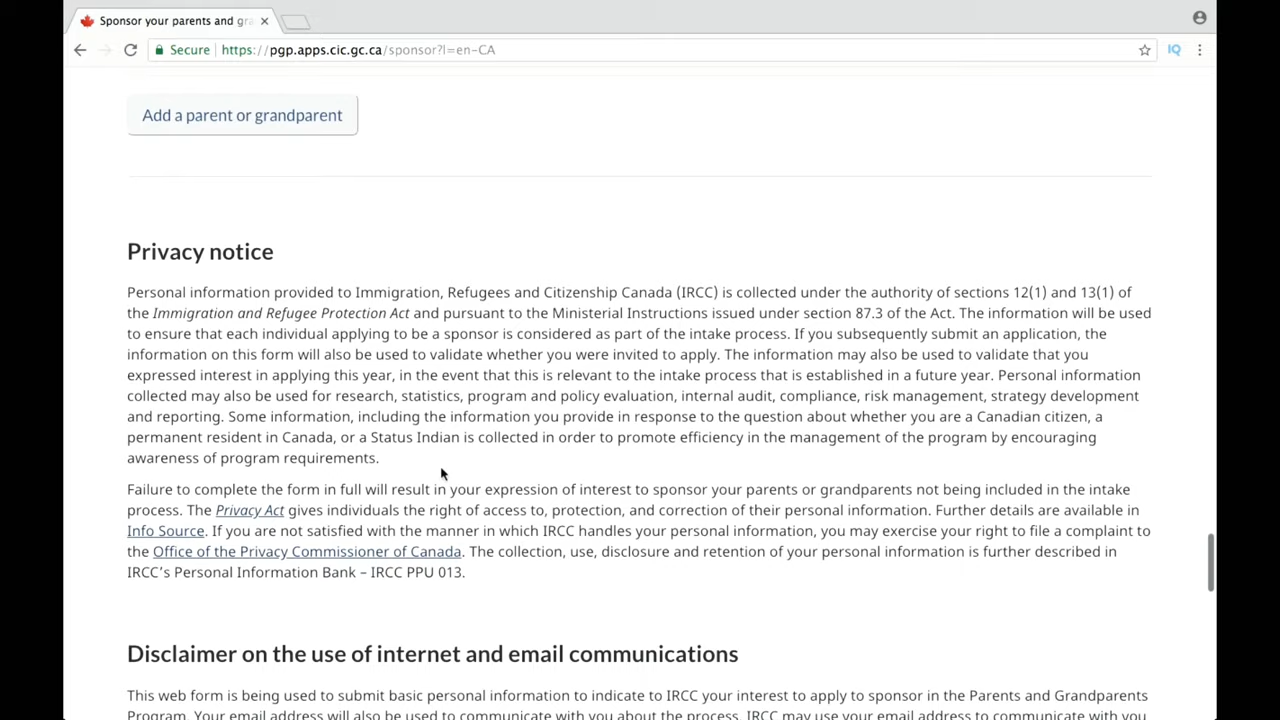 Sponsor your parents and gra
Secure https://pgp.apps.cic.gc.ca/sponsor?l=en-CA
IQ
Add a parent or grandparent
Privacy notice
Personal information provided to Immigration, Refugees and Citizenship Canada (IRCC) is collected under the authority of sections 12(1) and 13(1) of
the Immigration and Refugee Protection Act and pursuant to the Ministerial Instructions issued under section 87.3 of the Act. The information will be used
to ensure that each individual applying to be a sponsor is considered as part of the intake process. If you subsequently submit an application, the
information on this form will also be used to validate whether you were invited to apply. The information may also be used to validate that you
expressed interest in applying this year, in the event that this is relevant to the intake process that is established in a future year. Personal information
collected may also be used for research, statistics, program and policy evaluation, internal audit, compliance, risk management, strategy development
and reporting. Some information, including the information you provide in response to the question about whether you are a Canadian citizen, a
permanent resident in Canada, or a Status Indian is collected in order to promote efficiency in the management of the program by encouraging
awareness of program requirements.
Failure to complete the form in full will result in your expression of interest to sponsor your parents or grandparents not being included in the intake
process. The Privacy Act gives individuals the right of access to, protection, and correction of their personal information. Further details are available in
Info Source. If you are not satisfied with the manner in which IRCC handles your personal information, you may exercise your right to file a complaint to
the Office of the Privacy Commissioner of Canada. The collection, use, disclosure and retention of your personal information is further described in
IRCC's Personal Information Bank – IRCC PPU 013.
Disclaimer on the use of internet and email communications
This web form is being used to submit basic personal information to indicate to IRCC your interest to apply to sponsor in the Parents and Grandparents
Program. Your email address will also be used to communicate with you about the process. IRCC may use your email address to communicate with you